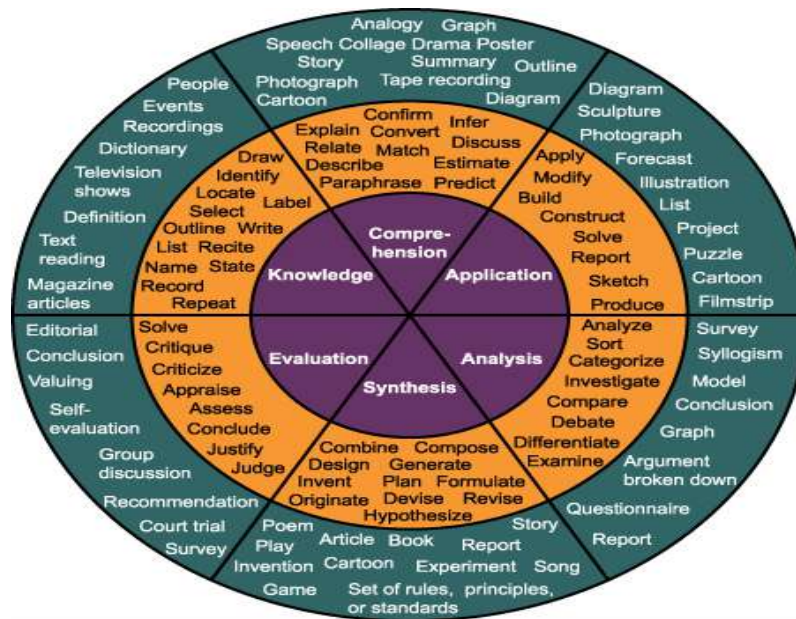 Analogy Graph
Speech Collage Drama Poster
Story Summary Outline
Photograph Tape recording
Cartoon Diagram
Confirm
Explain Convert Infer
Relate Match Discuss
Describe Estimate
Paraphrase Predict
Compre-
hension
Diagram
Sculpture
Photograph
Forecast
Illustration
List
Project
Puzzle
Cartoon
Filmstrip
Apply
Modify
Build
Construct
Solve
Report
Sketch
Produce
Application
Survey
Syllogism
Model
Conclusion
Graph
Argument
broken down
Questionnaire
Report
Analyze
Sort
Categorize
Investigate
Compare
Debate
Differentiate
Examine
Analysis
Synthesis
Combine Compose
Design Generate
Invent Plan Formulate
Originate Devise Revise
Hypothesize
Poem Story
Play Article Book Report
Invention Cartoon Experiment Song
Game Set of rules, principles,
or standards
Evaluation
Solve
Critique
Criticize
Appraise
Assess
Conclude
Justify
Judge
Editorial
Conclusion
Valuing
Self-
evaluation
Group
discussion
Recommendation
Court trial
Survey
Knowledge
Draw
Identify
Locate
Select Label
Outline Write
List Recite
Name State
Record
Repeat
People
Events
Recordings
Dictionary
Television
shows
Definition
Text
reading
Magazine
articles